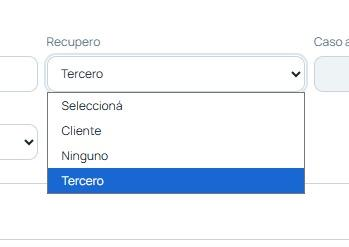 Recupero
Caso a
Tercero
Seleccioná
Cliente
Ninguno
Tercero